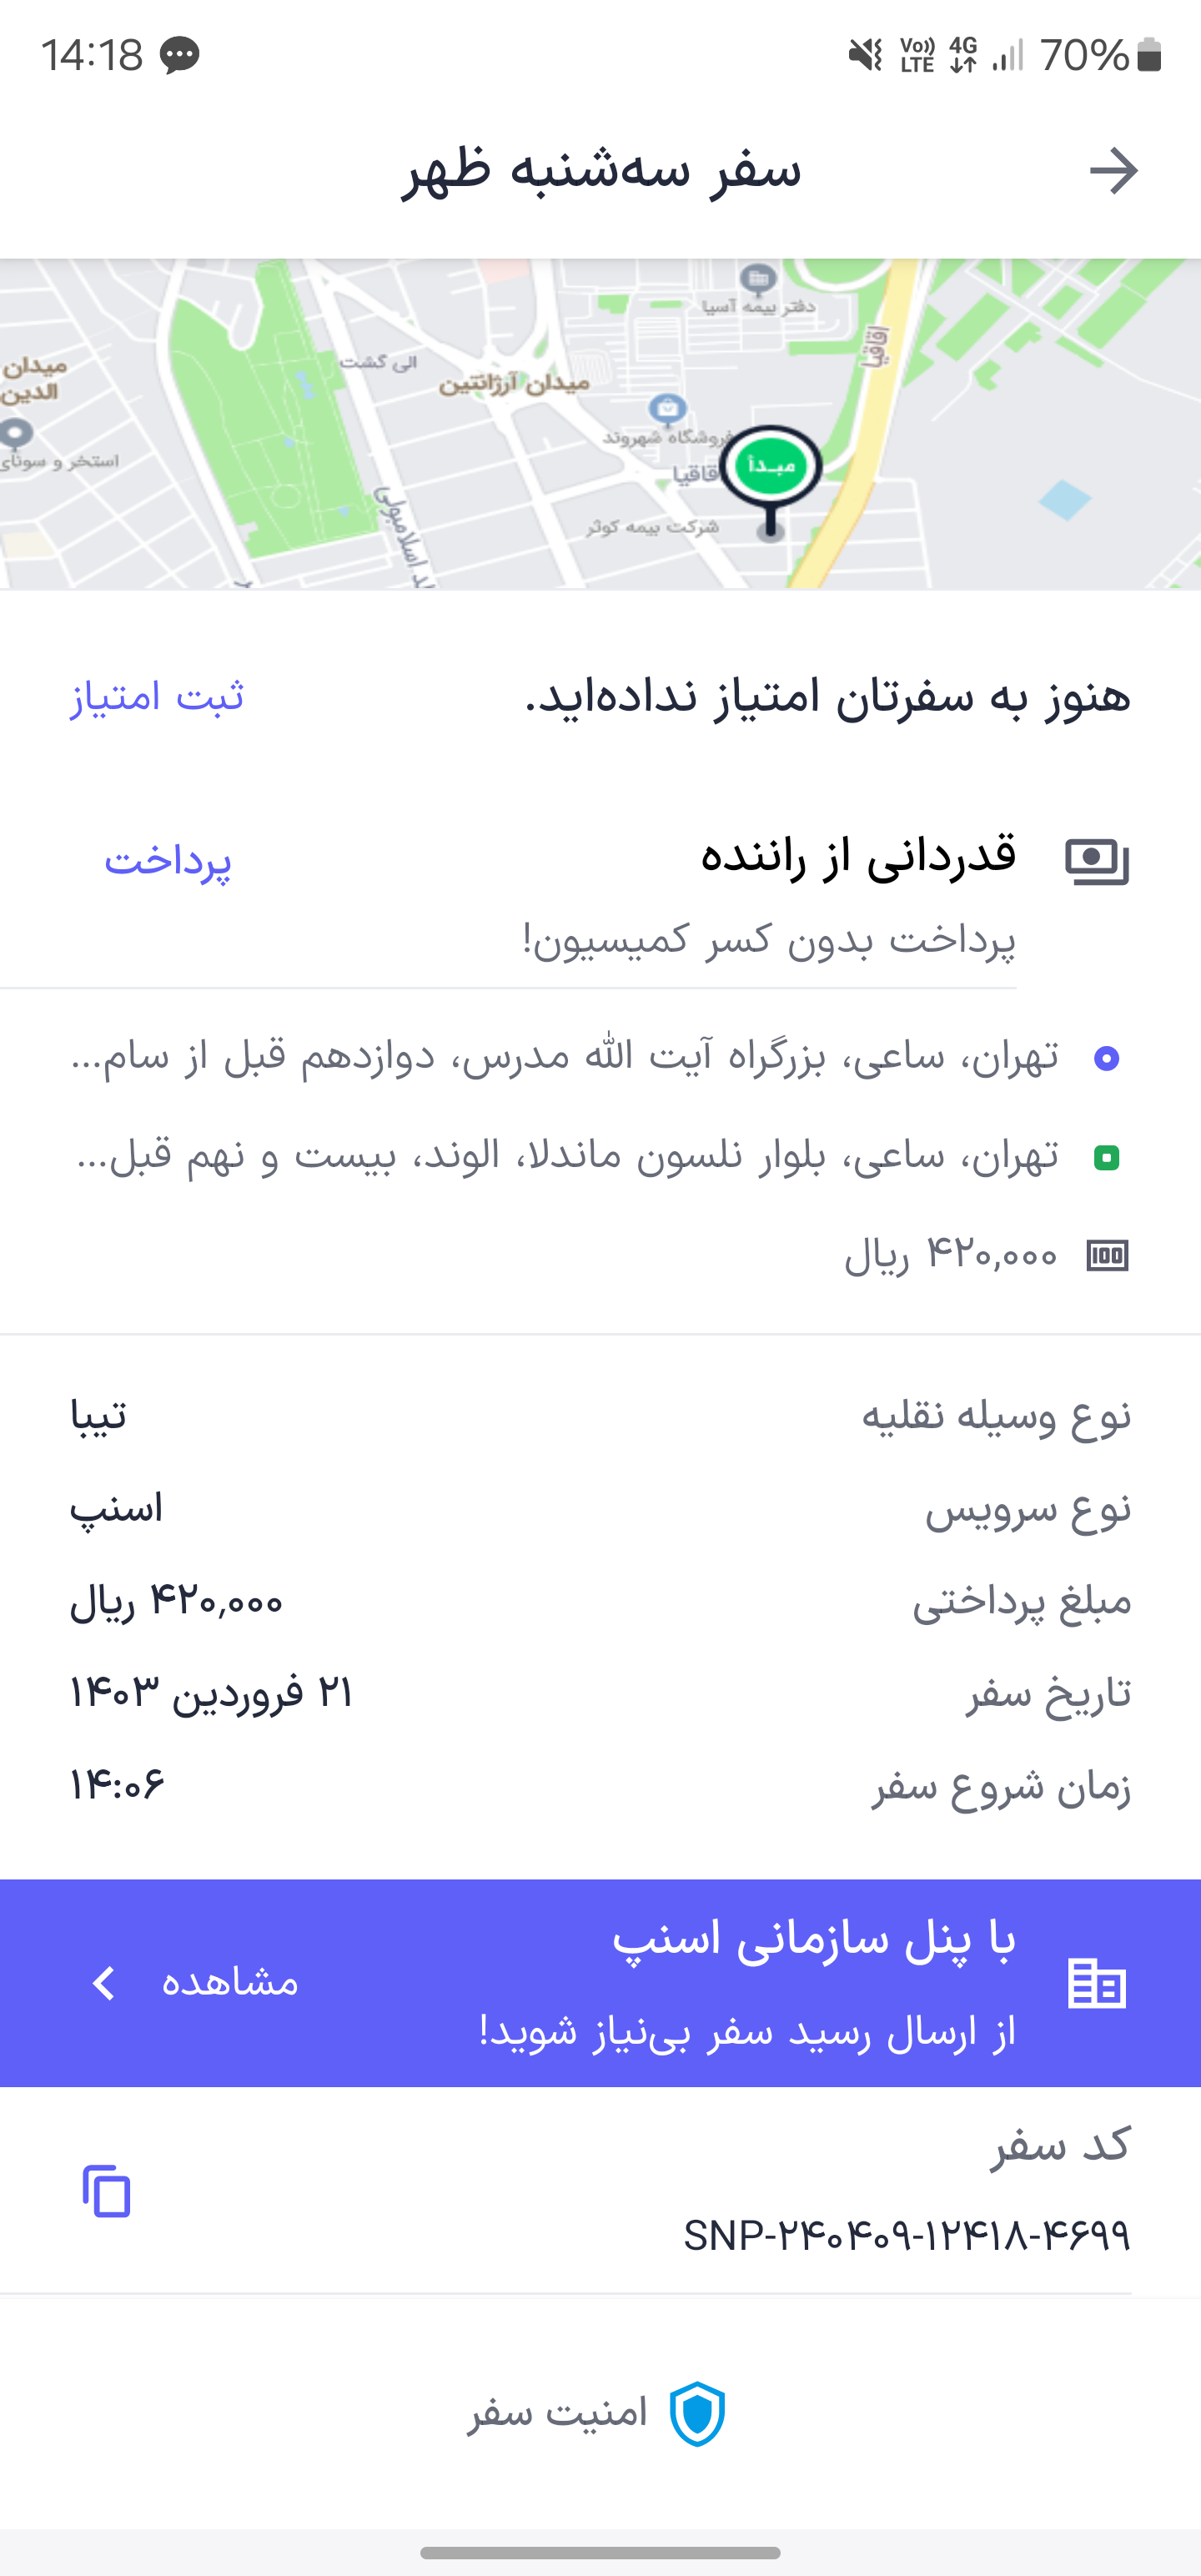 14:18
Vo)) LTE 4G 70%
سفر سه‌شنبه ظهر
دفتر بیمه آسیا
اقاقیا
الی گشت
میدان
الدین
میدان آرژانتین
فروشگاه شهروند
استخر و سونای
اقاقیا
مبدأ
شرکت بیمه کوثر
هنوز به سفرتان امتیاز نداده‌اید.
ثبت امتیاز
قدردانی از راننده
پرداخت
پرداخت بدون کسر کمیسیون!
تهران، ساعی، بزرگراه آیت الله مدرس، دوازدهم قبل از سام...
تهران، ساعی، بلوار نلسون ماندلا، الوند، بیست و نهم قبل...
۴۲۰,۰۰۰ ریال
نوع وسیله نقلیه
تیبا
نوع سرویس
اسنپ
مبلغ پرداختی
۴۲۰,۰۰۰ ریال
تاریخ سفر
۲۱ فروردین ۱۴۰۳
زمان شروع سفر
۱۴:۰۶
با پنل سازمانی اسنپ
از ارسال رسید سفر بی‌نیاز شوید!
مشاهده
کد سفر
SNP-۲۴۰۴۰۹-۱۲۴۱۸-۴۶۹۹
امنیت سفر